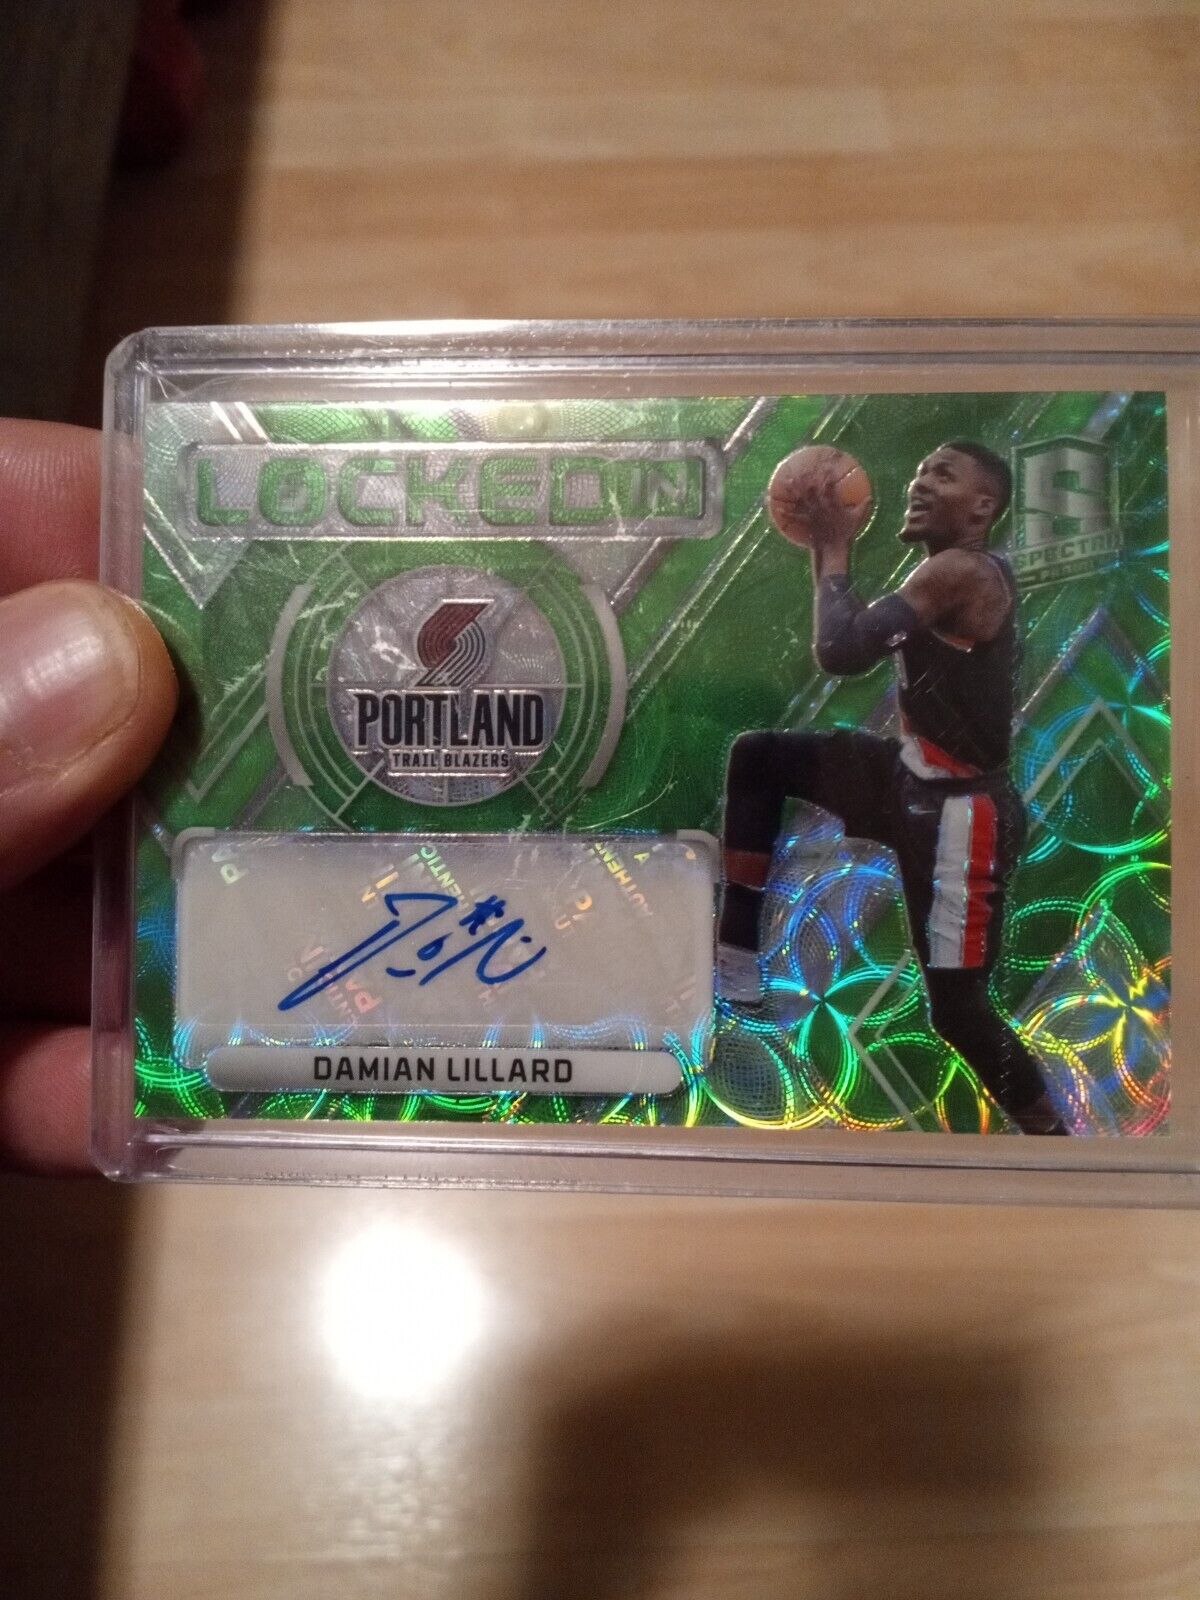 LOCKED IN
SPECTRA
PORTLAND
TRAIL BLAZERS
DAMIAN LILLARD